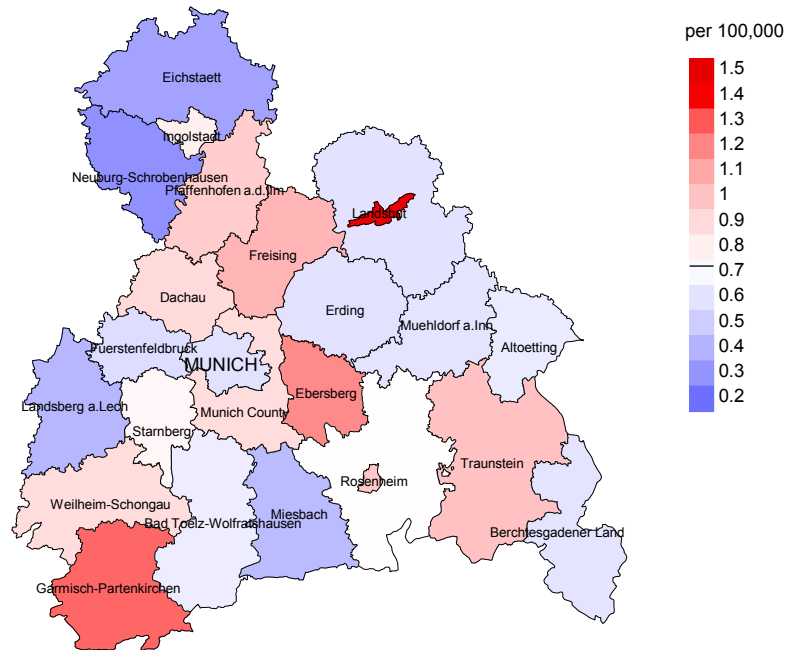 per 100,000
1.5
1.4
1.3
1.2
1.1
1
0.9
0.8
0.7
0.6
0.5
0.4
0.3
0.2
Eichstaett
Ingolstadt
Neuburg-Schrobenhausen
Pfaffenhofen a.d.Ilm
Landshut
Freising
Dachau
Erding
Muehldorf a.Inn
Altoetting
Fuerstenfeldbruck
MUNICH
Ebersberg
Landsberg a.Lech
Munich County
Starnberg
Traunstein
Rosenheim
Weilheim-Schongau
Miesbach
Bad Toelz-Wolfratshausen
Berchtesgadener Land
Garmisch-Partenkirchen